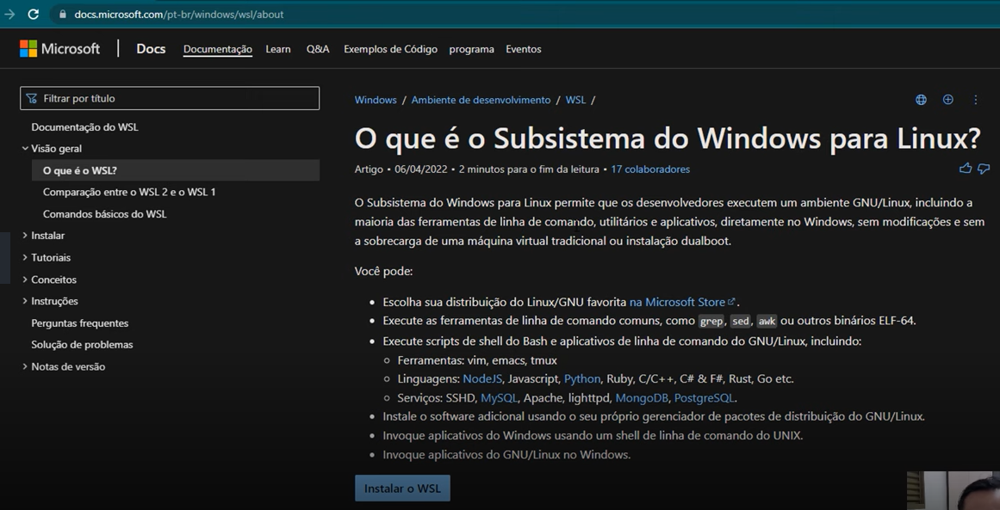 docs.microsoft.com/pt-br/windows/wsl/about
Microsoft
Docs
Documentação
Learn
Q&A
Exemplos de Código
programa
Eventos
Filtrar por título
Documentação do WSL
Visão geral
O que é o WSL?
Comparação entre o WSL 2 e o WSL 1
Comandos básicos do WSL
Instalar
Tutoriais
Conceitos
Instruções
Perguntas frequentes
Solução de problemas
Notas de versão
Windows / Ambiente de desenvolvimento / WSL /
O que é o Subsistema do Windows para Linux?
Artigo • 06/04/2022 • 2 minutos para o fim da leitura • 17 colaboradores
O Subsistema do Windows para Linux permite que os desenvolvedores executem um ambiente GNU/Linux, incluindo a
maioria das ferramentas de linha de comando, utilitários e aplicativos, diretamente no Windows, sem modificações e sem
a sobrecarga de uma máquina virtual tradicional ou instalação dualboot.
Você pode:
• Escolha sua distribuição do Linux/GNU favorita na Microsoft Store.
• Execute as ferramentas de linha de comando comuns, como grep, sed, awk ou outros binários ELF-64.
• Execute scripts de shell do Bash e aplicativos de linha de comando do GNU/Linux, incluindo:
○ Ferramentas: vim, emacs, tmux
○ Linguagens: NodeJS, Javascript, Python, Ruby, C/C++, C# & F#, Rust, Go etc.
○ Serviços: SSHD, MySQL, Apache, lighttpd, MongoDB, PostgreSQL.
• Instale o software adicional usando o seu próprio gerenciador de pacotes de distribuição do GNU/Linux.
• Invoque aplicativos do Windows usando um shell de linha de comando do UNIX.
• Invoque aplicativos do GNU/Linux no Windows.
Instalar o WSL